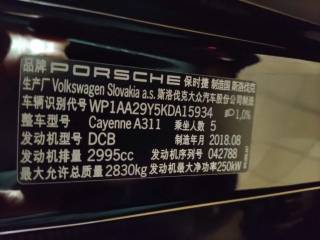 品牌 PORSCHE 保时捷 制造国 斯洛伐克
生产厂 Volkswagen Slovakia a.s. 斯洛伐克大众汽车股份公司制造
车辆识别代号 WP1AA29Y5KDA15934 1,0%
整车型号 Cayenne A311 乘坐人数 5
发动机型号 DCB 制造年月 2018.08
发动机排量 2995cc 发动机序列号 042788
最大允许总质量 2830kg 发动机最大净功率 250kW